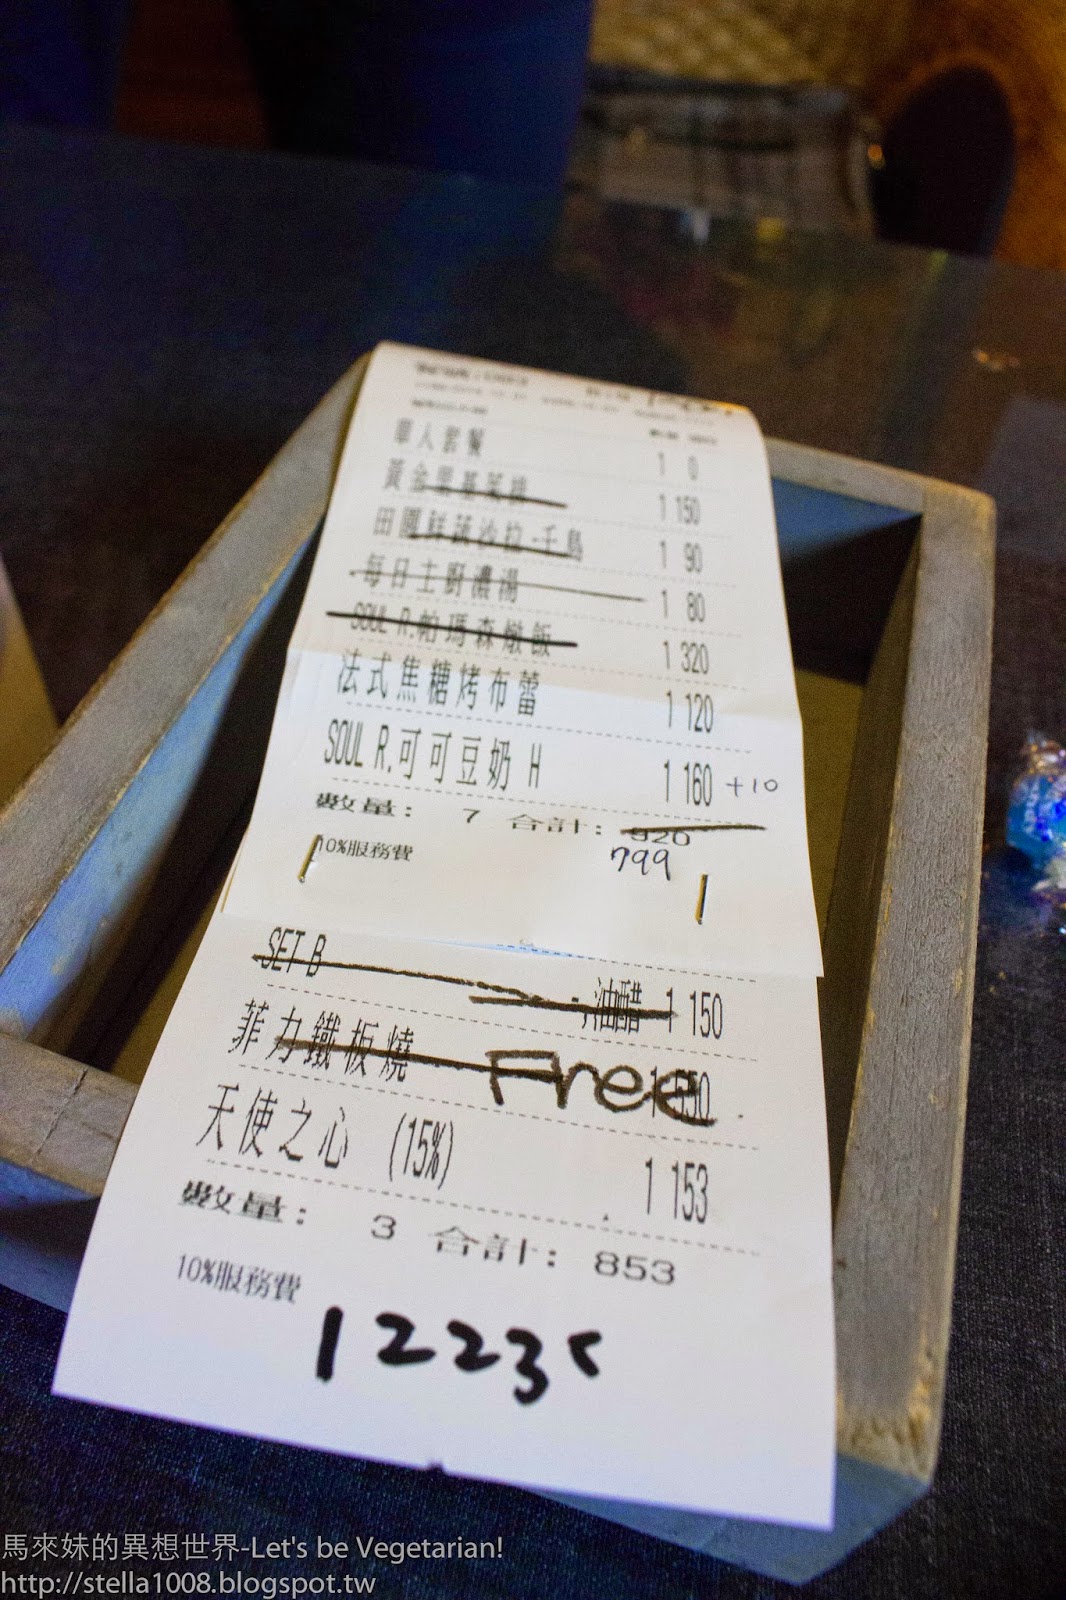 單人套餐 1 0
黃金 1 150
田園鮮蔬沙拉-千島 1 90
每日主廚濃湯 1 80
SOUL R.帕瑪森燉飯 1 320
法式焦糖烤布蕾 1 120
SOUL R.可可豆奶 H 1 160 +10
數量: 7 合計: 920
799
10%服務費
SET B
油醋 1 150
菲力鐵板燒 Free
天使之心 (15%) 1 153
數量: 3 合計: 853
10%服務費
1223
馬來妹的異想世界-Let's be Vegetarian!
http://stella1008.blogspot.tw